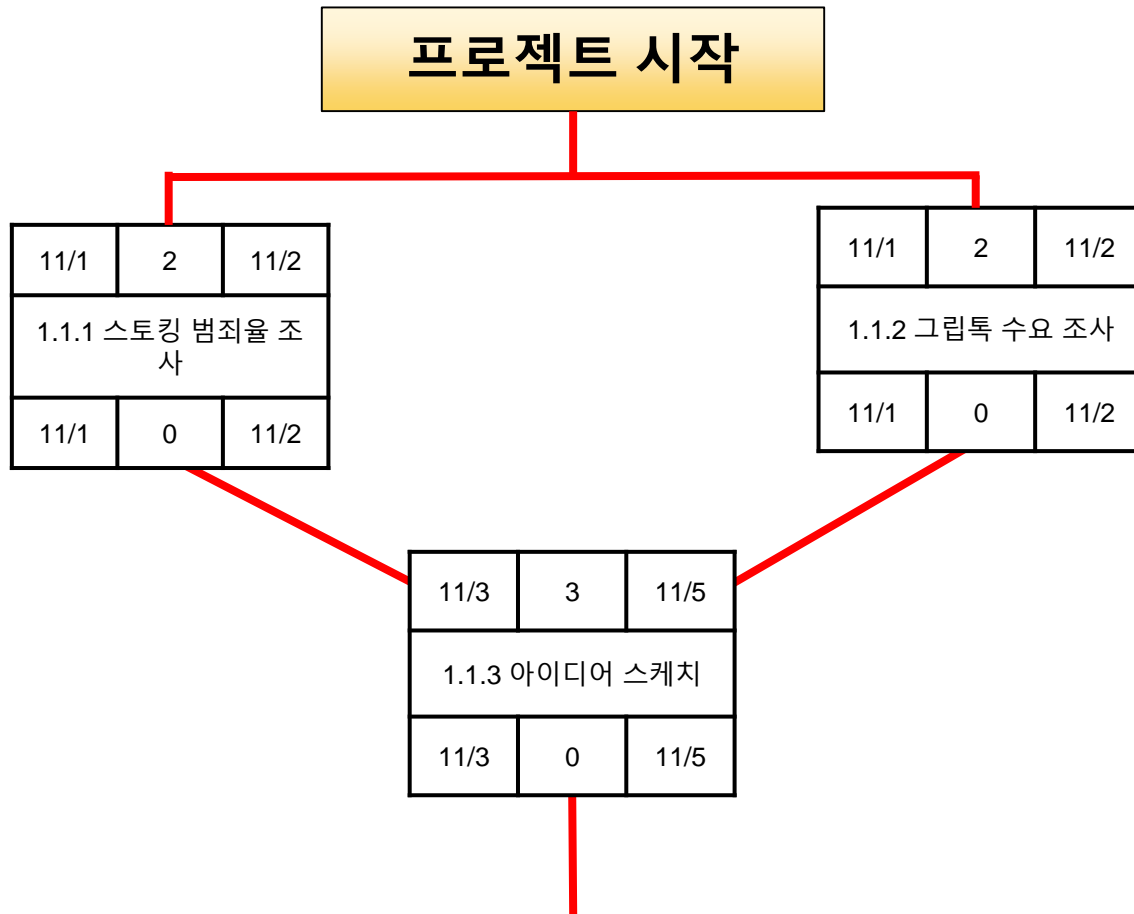 프로젝트 시작
11/1 2 11/2
1.1.1 스토킹 범죄율 조
사
11/1 0 11/2
11/1 2 11/2
1.1.2 그립톡 수요 조사
11/1 0 11/2
11/3 3 11/5
1.1.3 아이디어 스케치
11/3 0 11/5